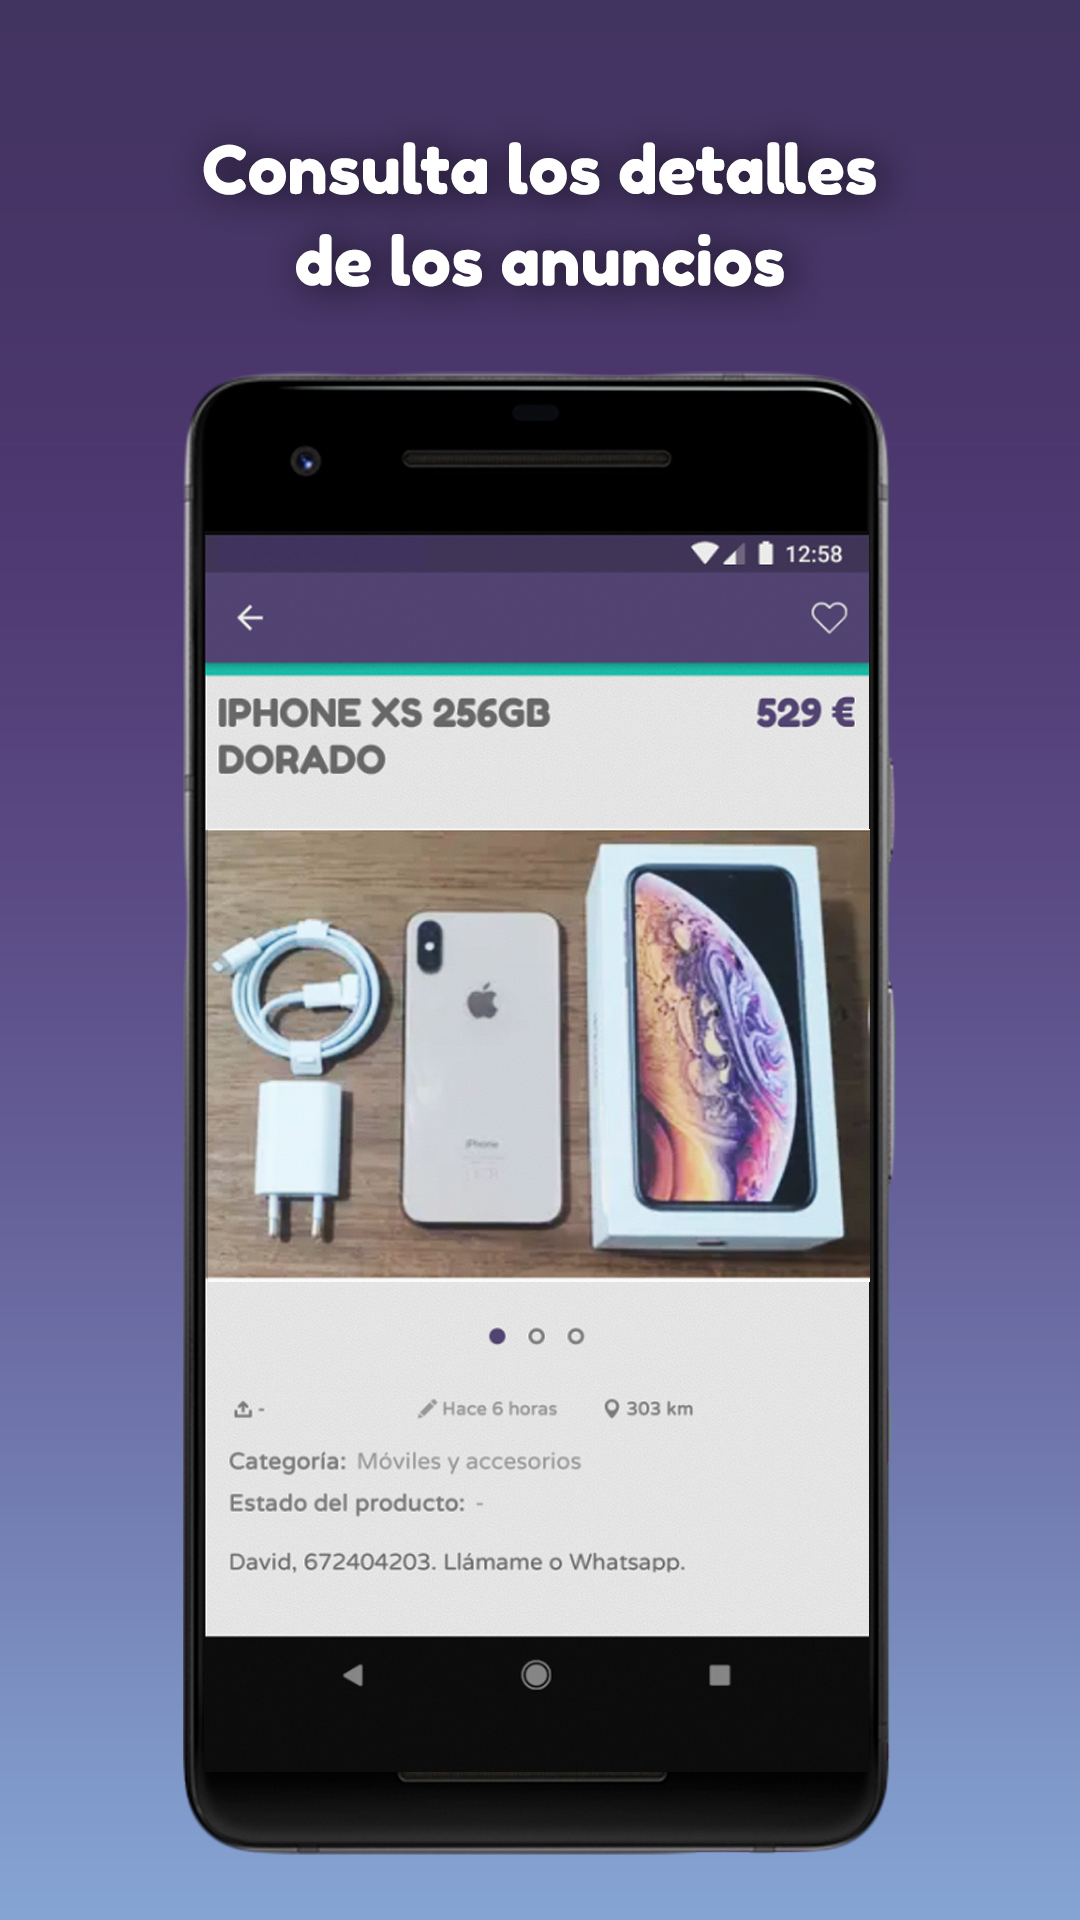 Consulta los detalles
de los anuncios
12:58
IPHONE XS 256GB
DORADO
529 €
iPhone
-
Hace 6 horas
303 km
Categoría: Móviles y accesorios
Estado del producto: -
David, 672404203. Llámame o Whatsapp.